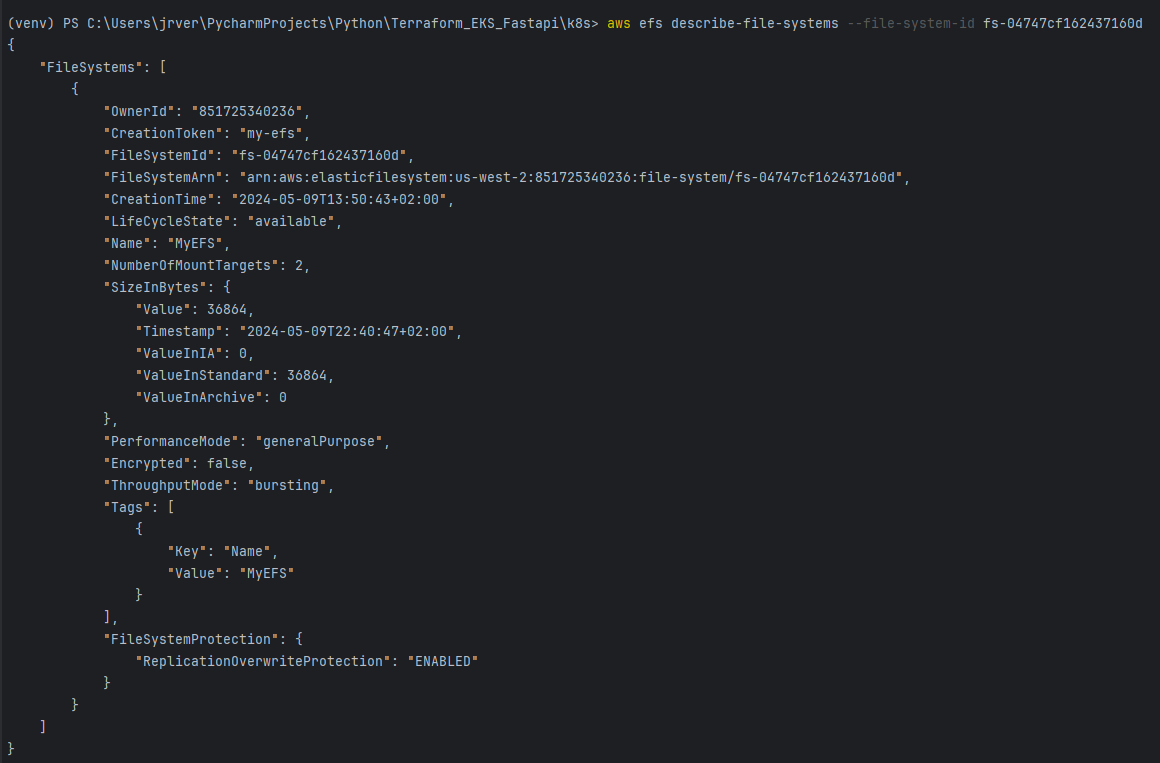 (venv) PS C:\Users\jrver\PycharmProjects\Python\Terraform_EKS_Fastapi\k8s> aws efs describe-file-systems --file-system-id fs-04747cf162437160d
{
    "FileSystems": [
        {
            "OwnerId": "851725340236",
            "CreationToken": "my-efs",
            "FileSystemId": "fs-04747cf162437160d",
            "FileSystemArn": "arn:aws:elasticfilesystem:us-west-2:851725340236:file-system/fs-04747cf162437160d",
            "CreationTime": "2024-05-09T13:50:43+02:00",
            "LifeCycleState": "available",
            "Name": "MyEFS",
            "NumberOfMountTargets": 2,
            "SizeInBytes": {
                "Value": 36864,
                "Timestamp": "2024-05-09T22:40:47+02:00",
                "ValueInIA": 0,
                "ValueInStandard": 36864,
                "ValueInArchive": 0
            },
            "PerformanceMode": "generalPurpose",
            "Encrypted": false,
            "ThroughputMode": "bursting",
            "Tags": [
                {
                    "Key": "Name",
                    "Value": "MyEFS"
                }
            ],
            "FileSystemProtection": {
                "ReplicationOverwriteProtection": "ENABLED"
            }
        }
    ]
}